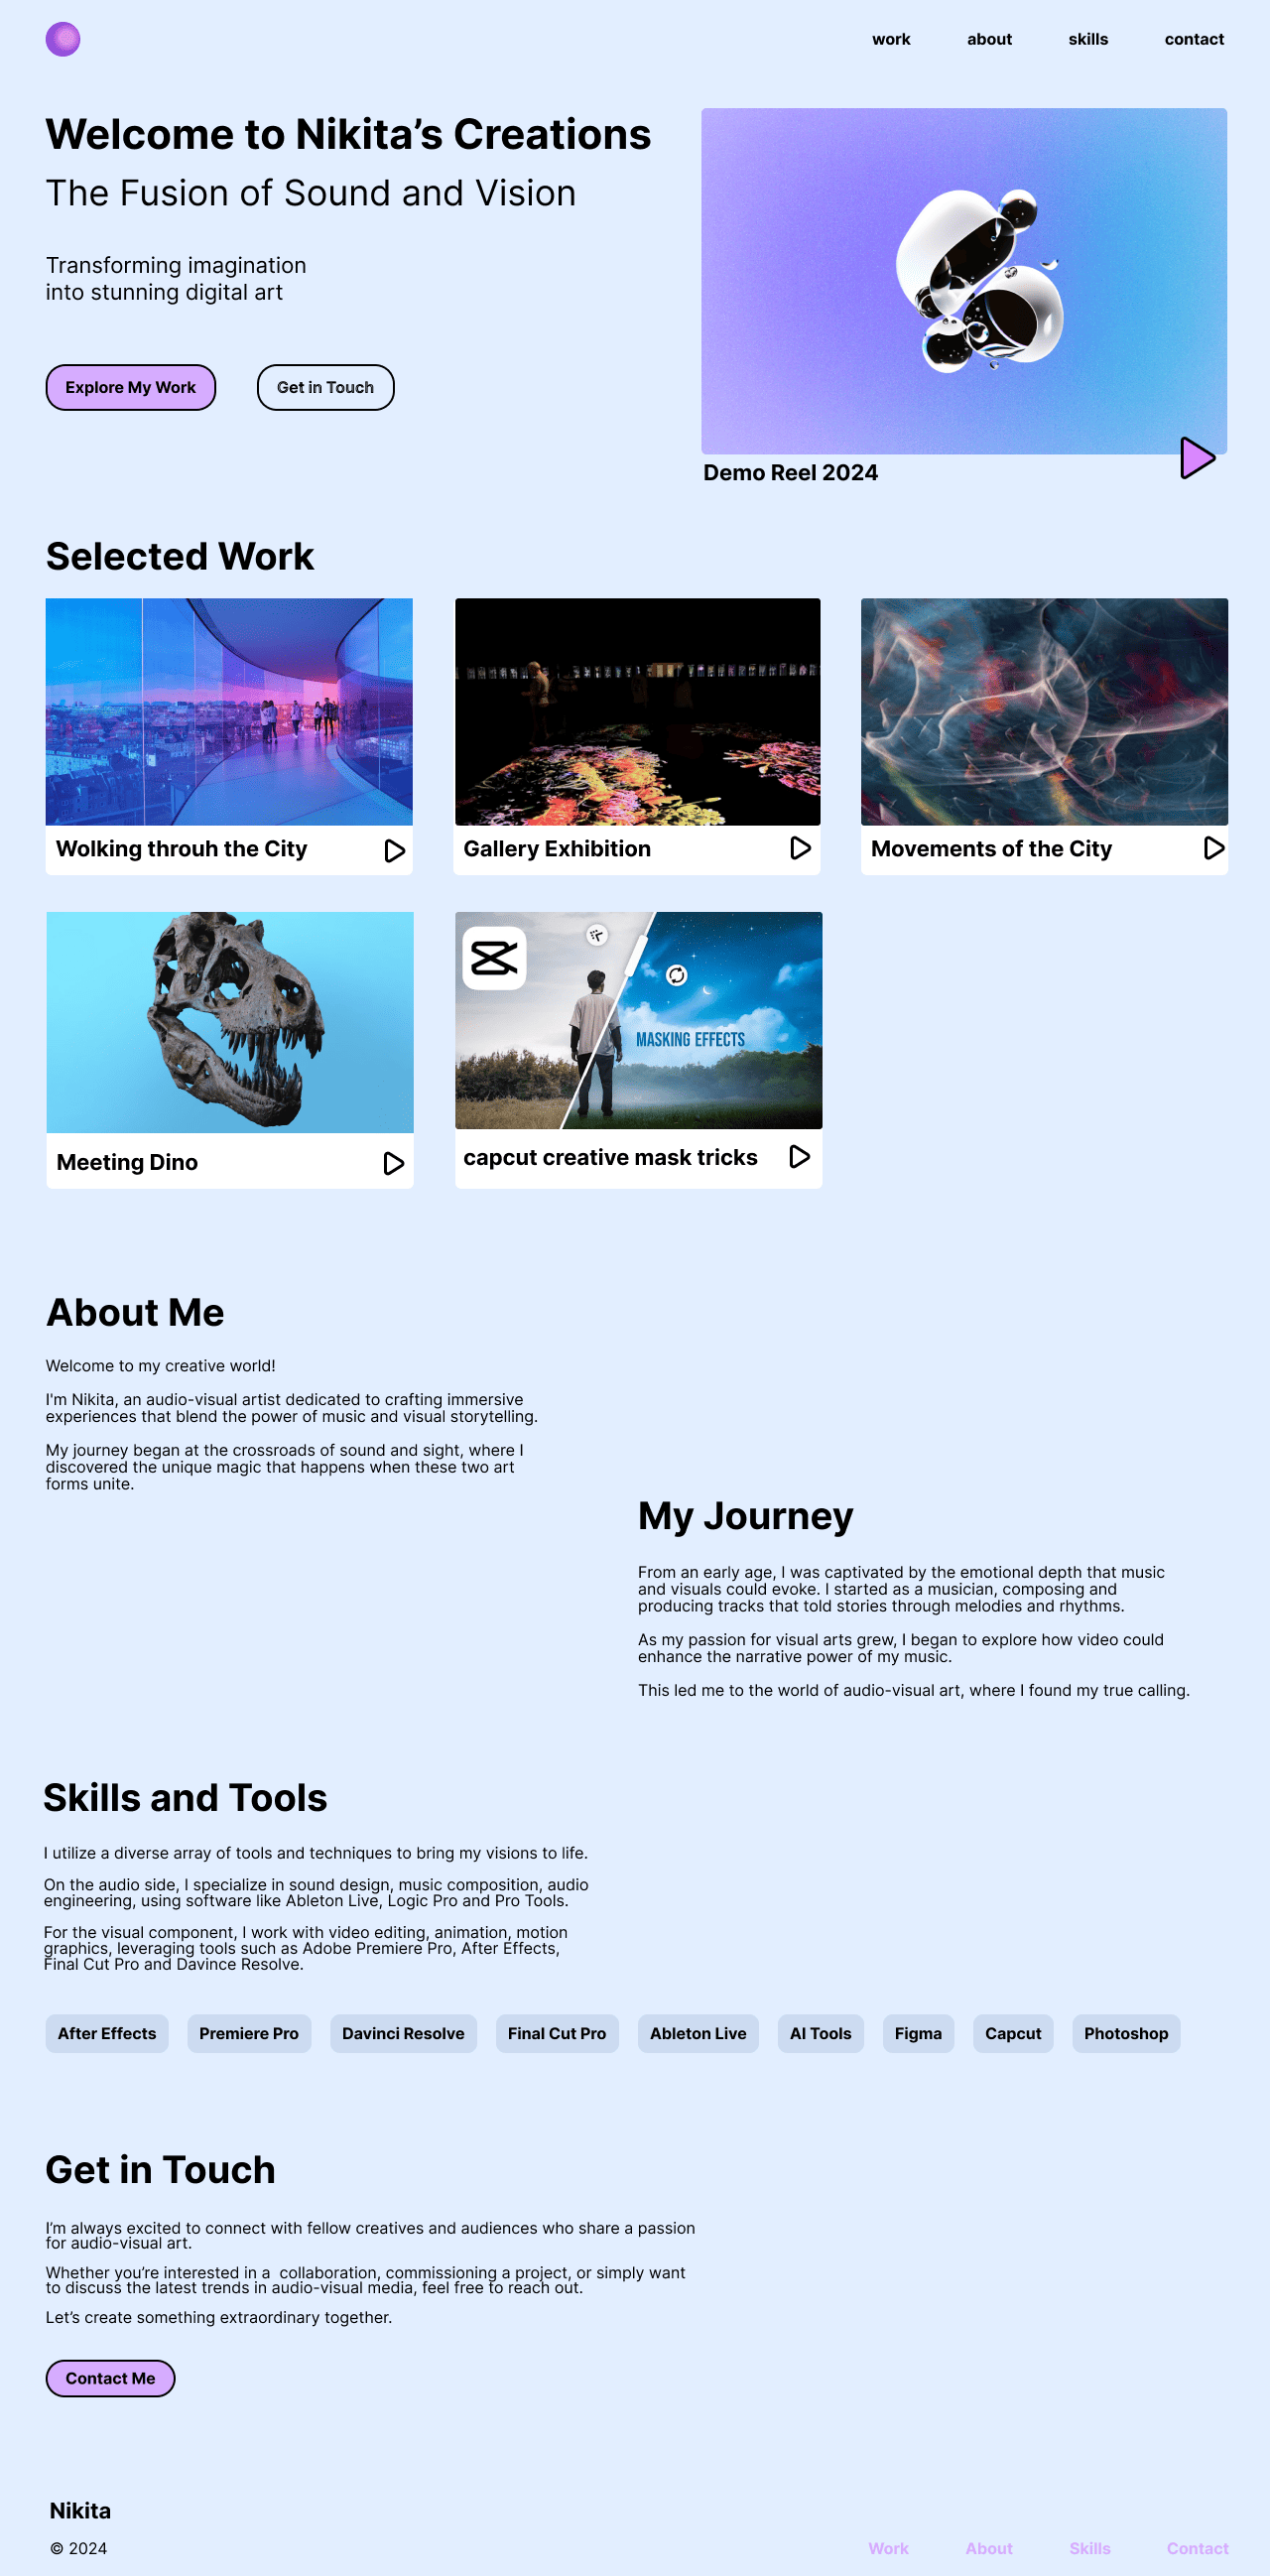 work about skills contact
Welcome to Nikita’s Creations
The Fusion of Sound and Vision
Transforming imagination
into stunning digital art
Explore My Work
Get in Touch
Demo Reel 2024
Selected Work
Wolking throuh the City
Gallery Exhibition
Movements of the City
MASKING EFFECTS
Meeting Dino
capcut creative mask tricks
About Me
Welcome to my creative world!
I'm Nikita, an audio-visual artist dedicated to crafting immersive
experiences that blend the power of music and visual storytelling.
My journey began at the crossroads of sound and sight, where I
discovered the unique magic that happens when these two art
forms unite.
My Journey
From an early age, I was captivated by the emotional depth that music
and visuals could evoke. I started as a musician, composing and
producing tracks that told stories through melodies and rhythms.
As my passion for visual arts grew, I began to explore how video could
enhance the narrative power of my music.
This led me to the world of audio-visual art, where I found my true calling.
Skills and Tools
I utilize a diverse array of tools and techniques to bring my visions to life.
On the audio side, I specialize in sound design, music composition, audio
engineering, using software like Ableton Live, Logic Pro and Pro Tools.
For the visual component, I work with video editing, animation, motion
graphics, leveraging tools such as Adobe Premiere Pro, After Effects,
Final Cut Pro and Davince Resolve.
After Effects
Premiere Pro
Davinci Resolve
Final Cut Pro
Ableton Live
AI Tools
Figma
Capcut
Photoshop
Get in Touch
I’m always excited to connect with fellow creatives and audiences who share a passion
for audio-visual art.
Whether you’re interested in a  collaboration, commissioning a project, or simply want
to discuss the latest trends in audio-visual media, feel free to reach out.
Let’s create something extraordinary together.
Contact Me
Nikita
© 2024
Work About Skills Contact